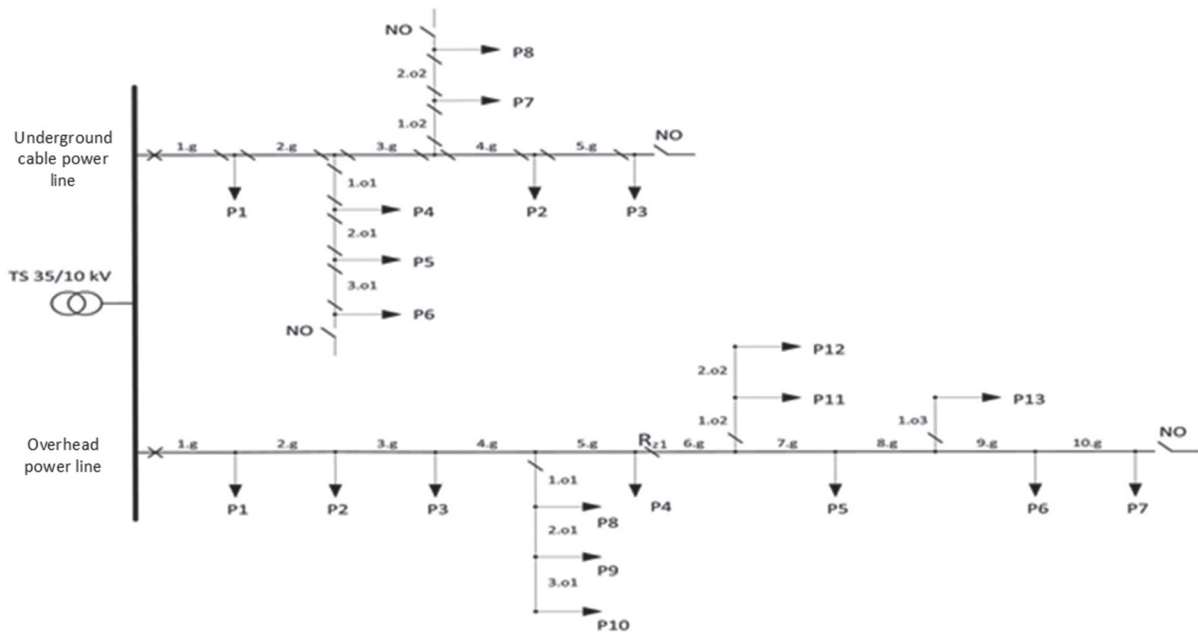 NO
P8
2.o2
P7
1.o2
Underground
cable power
line
1.g
2.g
3.g
4.g
5.g
NO
1.o1
P1
P4
P2
P3
2.o1
P5
TS 35/10 kV
3.o1
P6
NO
P12
2.o2
P11
P13
1.o2
1.o3
Overhead
power line
1.g
2.g
3.g
4.g
5.g
Rz1
6.g
7.g
8.g
9.g
10.g
NO
1.o1
P1
P2
P3
P8
P4
P5
P6
P7
2.o1
P9
3.o1
P10